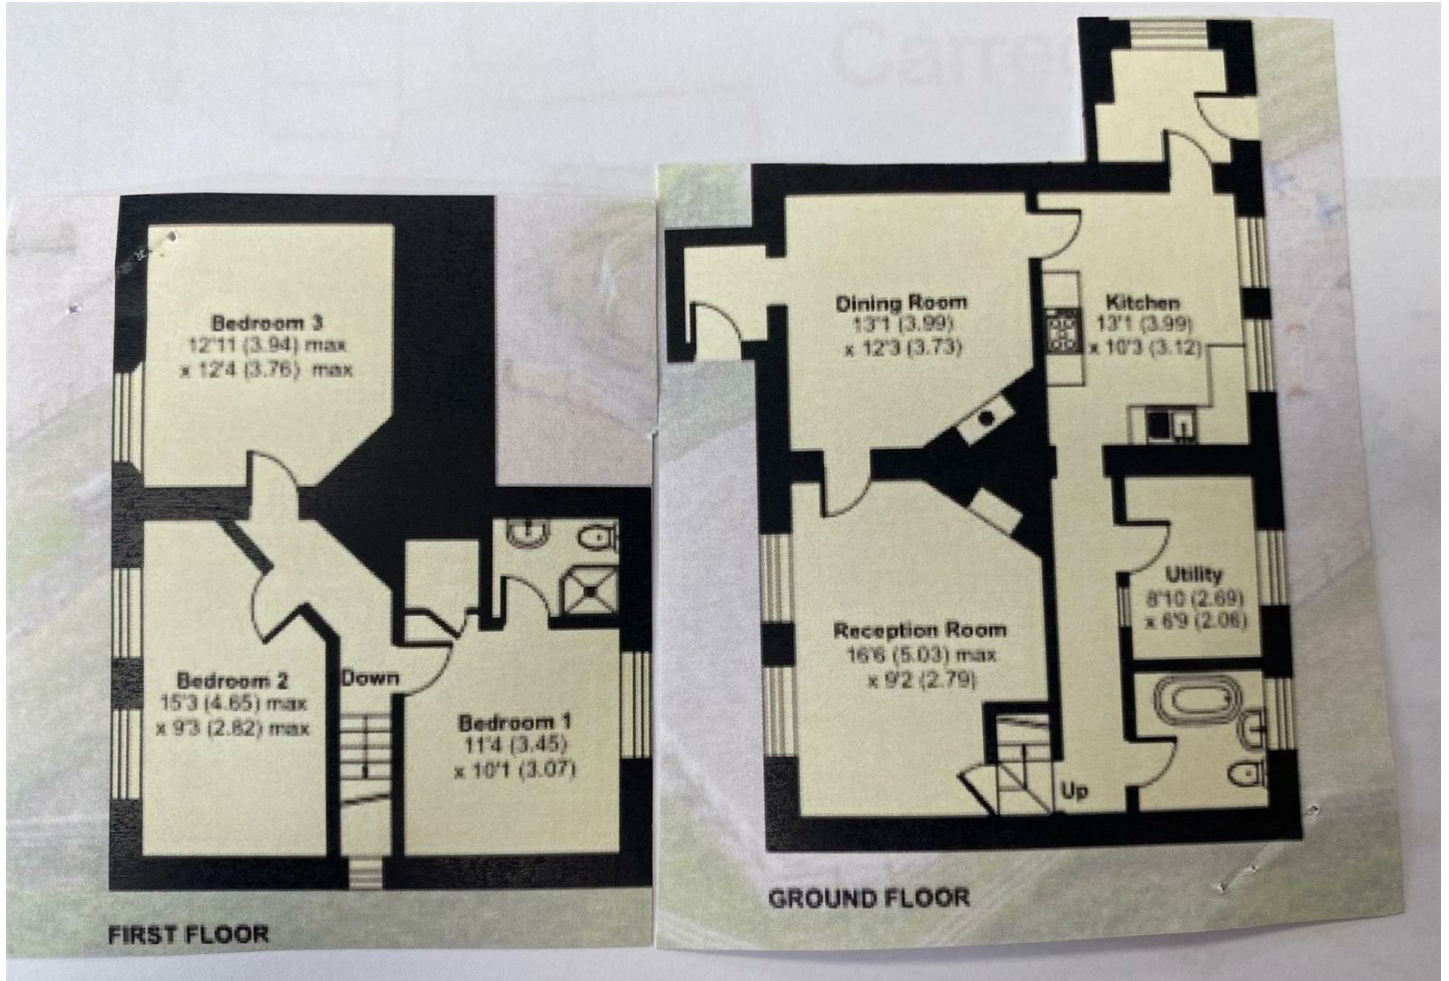 Carre
Bedroom 3
12'11 (3.94) max
x 12'4 (3.76) max
Bedroom 2
15'3 (4.65) max
x 9'3 (2.82) max
Down
Bedroom 1
11'4 (3.45)
x 10'1 (3.07)
FIRST FLOOR
Dining Room
13'1 (3.99)
x 12'3 (3.73)
Kitchen
13'1 (3.99)
x 10'3 (3.12)
Reception Room
16'6 (5.03) max
x 9'2 (2.79)
Utility
8'10 (2.69)
x 6'9 (2.06)
Up
GROUND FLOOR